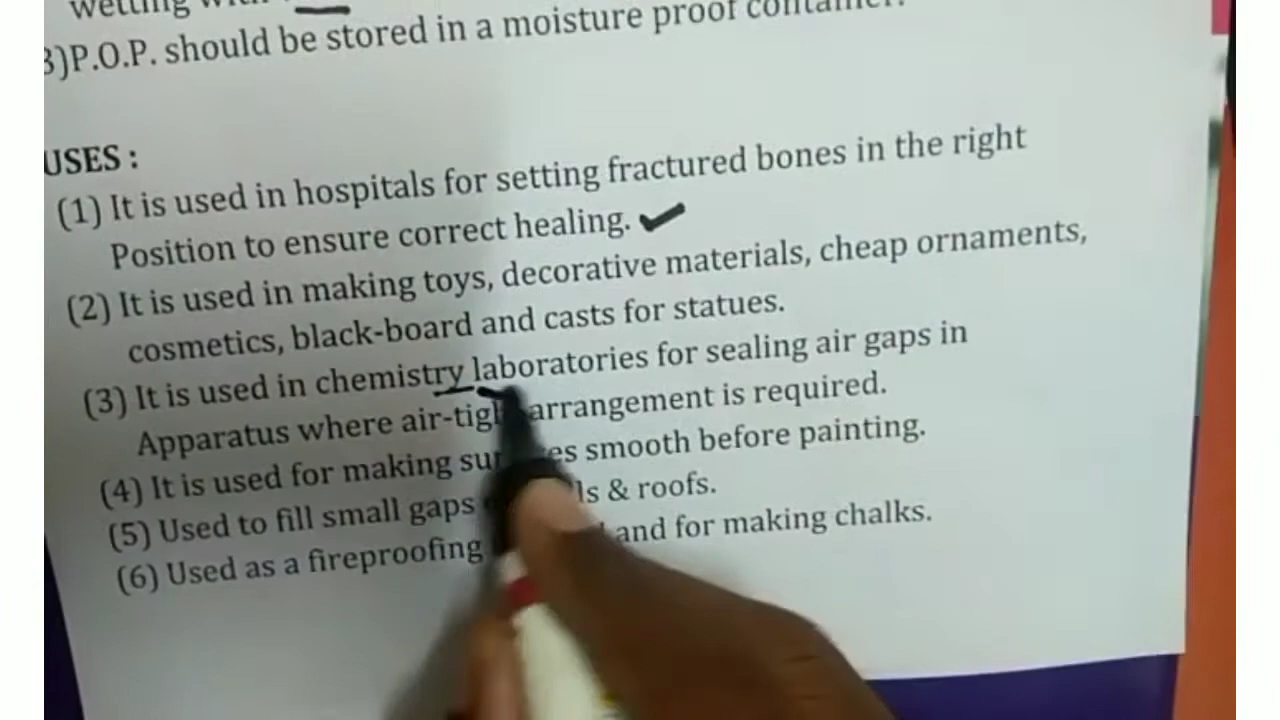 wetting
3)P.O.P. should be stored in a moisture proof container.
USES :
(1) It is used in hospitals for setting fractured bones in the right
Position to ensure correct healing.
(2) It is used in making toys, decorative materials, cheap ornaments,
cosmetics, black-board and casts for statues.
(3) It is used in chemistry laboratories for sealing air gaps in
Apparatus where air-tight arrangement is required.
(4) It is used for making surfaces smooth before painting.
(5) Used to fill small gaps & roofs.
(6) Used as a fireproofing and for making chalks.